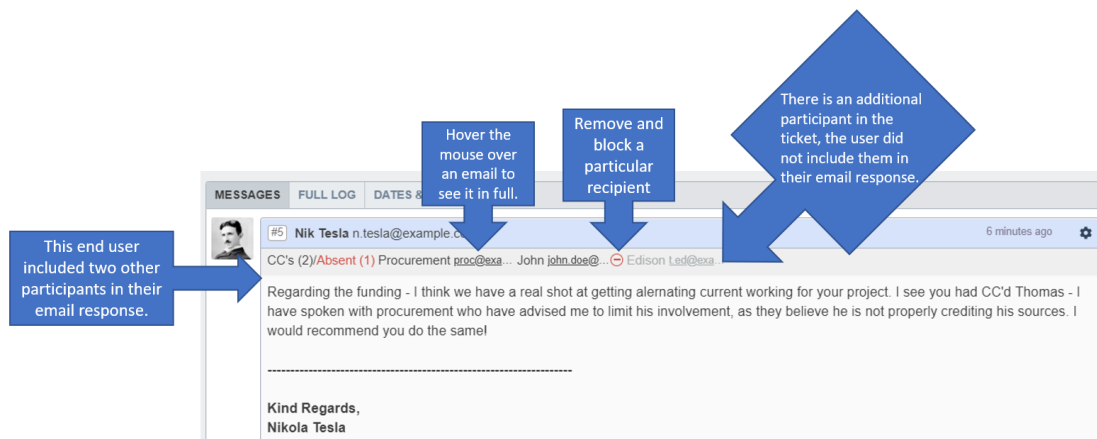 There is an additional
participant in the
ticket, the user did
not include them in
their email response.
Hover the
mouse over
an email to
see it in full.
Remove and
block a
particular
recipient
MESSAGES FULL LOG DATES &
This end user
included two other
participants in their
email response.
#5 Nik Tesla n.tesla@example.c 6 minutes ago
CC's (2)/Absent (1) Procurement proc@exa... John john.doe@... Edison t.ed@exa...
Regarding the funding - I think we have a real shot at getting alernating current working for your project. I see you had CC'd Thomas - I
have spoken with procurement who have advised me to limit his involvement, as they believe he is not properly crediting his sources. I
would recommend you do the same!
--------------------------------------------------------------------
Kind Regards,
Nikola Tesla